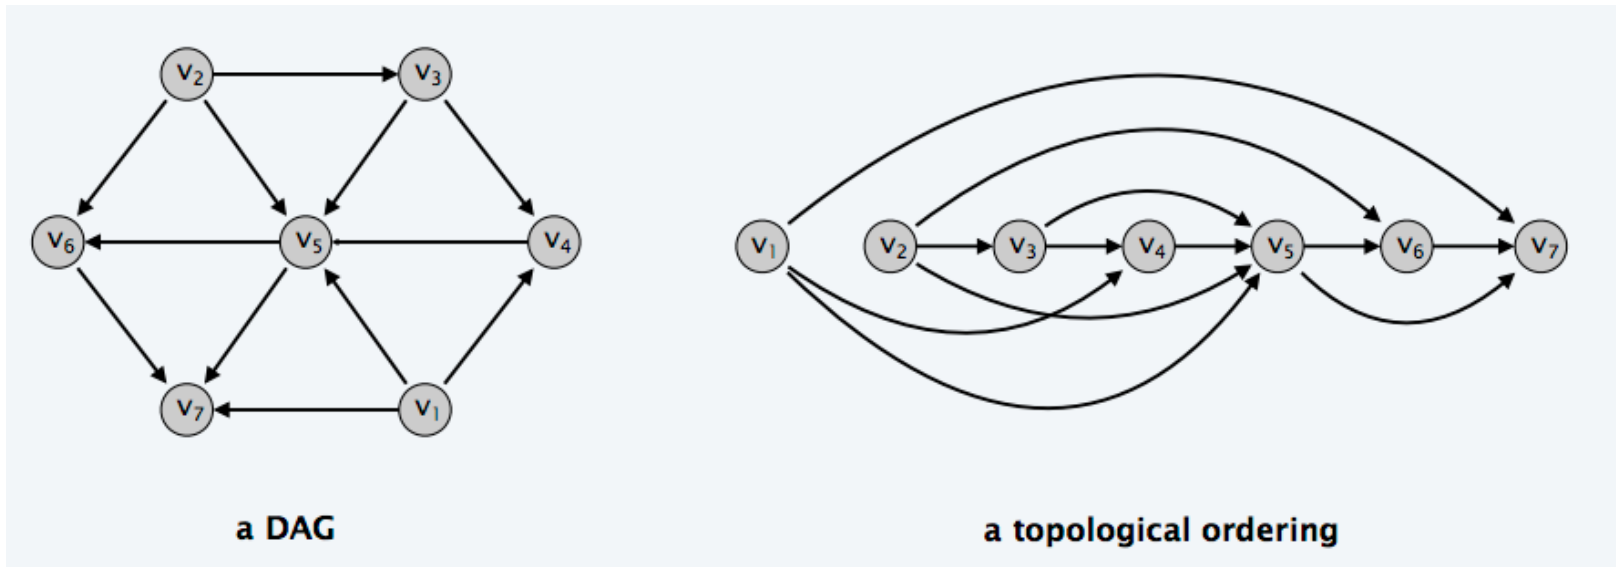 v₂ v₃
v₆ v₅ v₄
v₇ v₁
a DAG
v₁ v₂ v₃ v₄ v₅ v₆ v₇
a topological ordering